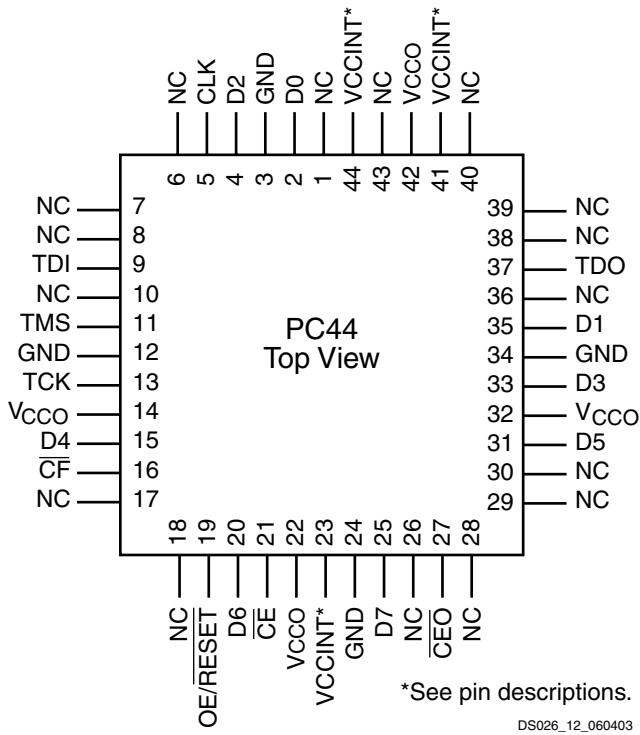 NC CLK D2 GND D0 NC VCCINT* NC VCCO VCCINT* NC
6 5 4 3 2 1 44 43 42 41 40
NC 7
NC 8
TDI 9
NC 10
TMS 11
GND 12
TCK 13
VCCO 14
D4 15
CF 16
NC 17
PC44
Top View
39 NC
38 NC
37 TDO
36 NC
35 D1
34 GND
33 D3
32 VCCO
31 D5
30 NC
29 NC
18 19 20 21 22 23 24 25 26 27 28
NC OE/RESET D6 CE VCCO VCCINT* GND D7 NC CEO NC
*See pin descriptions.
DS026_12_060403